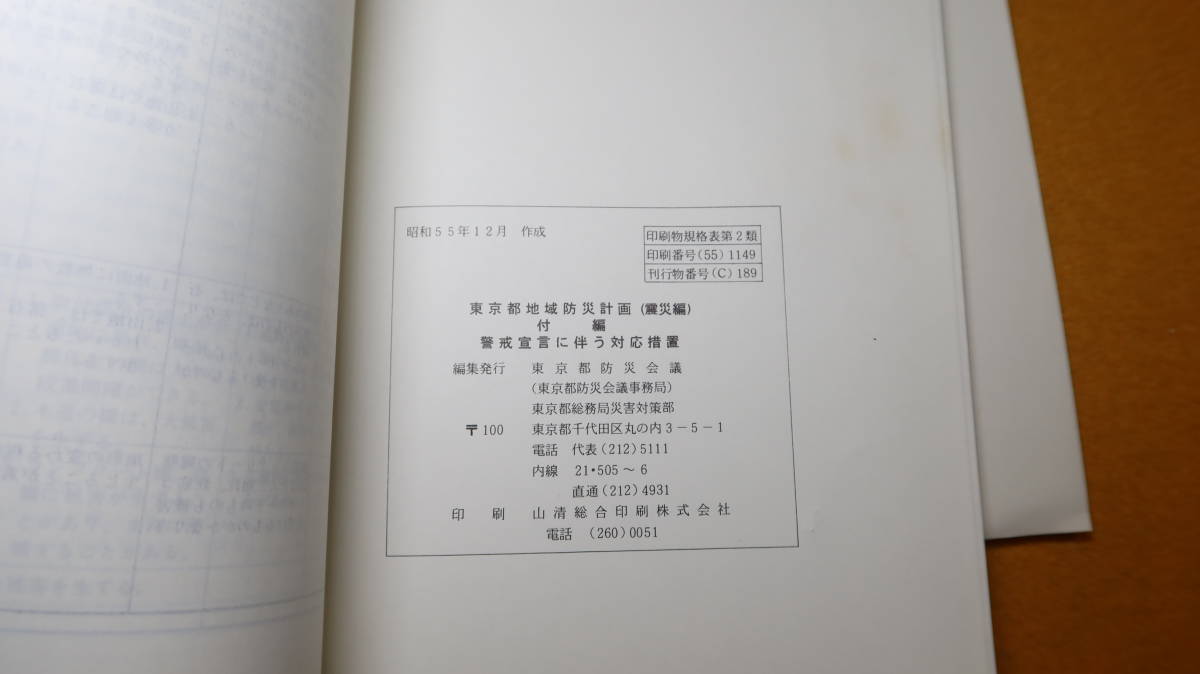 昭和55年12月 作成
印刷物規格表第2類
印刷番号(55) 1149
刊行物番号(C) 189
東京都地域防災計画 (震災編)
付 編
警戒宣言に伴う対応措置
編集発行 東京都防災会議
(東京都防災会議事務局)
東京都総務局災害対策部
〒100 東京都千代田区丸の内3-5-1
電話 代表(212)5111
内線 21・505~6
直通(212)4931
印 刷 山清総合印刷株式会社
電話 (260)0051